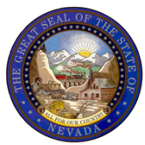 THE GREAT SEAL OF THE STATE OF
ALL FOR OUR COUNTRY
NEVADA